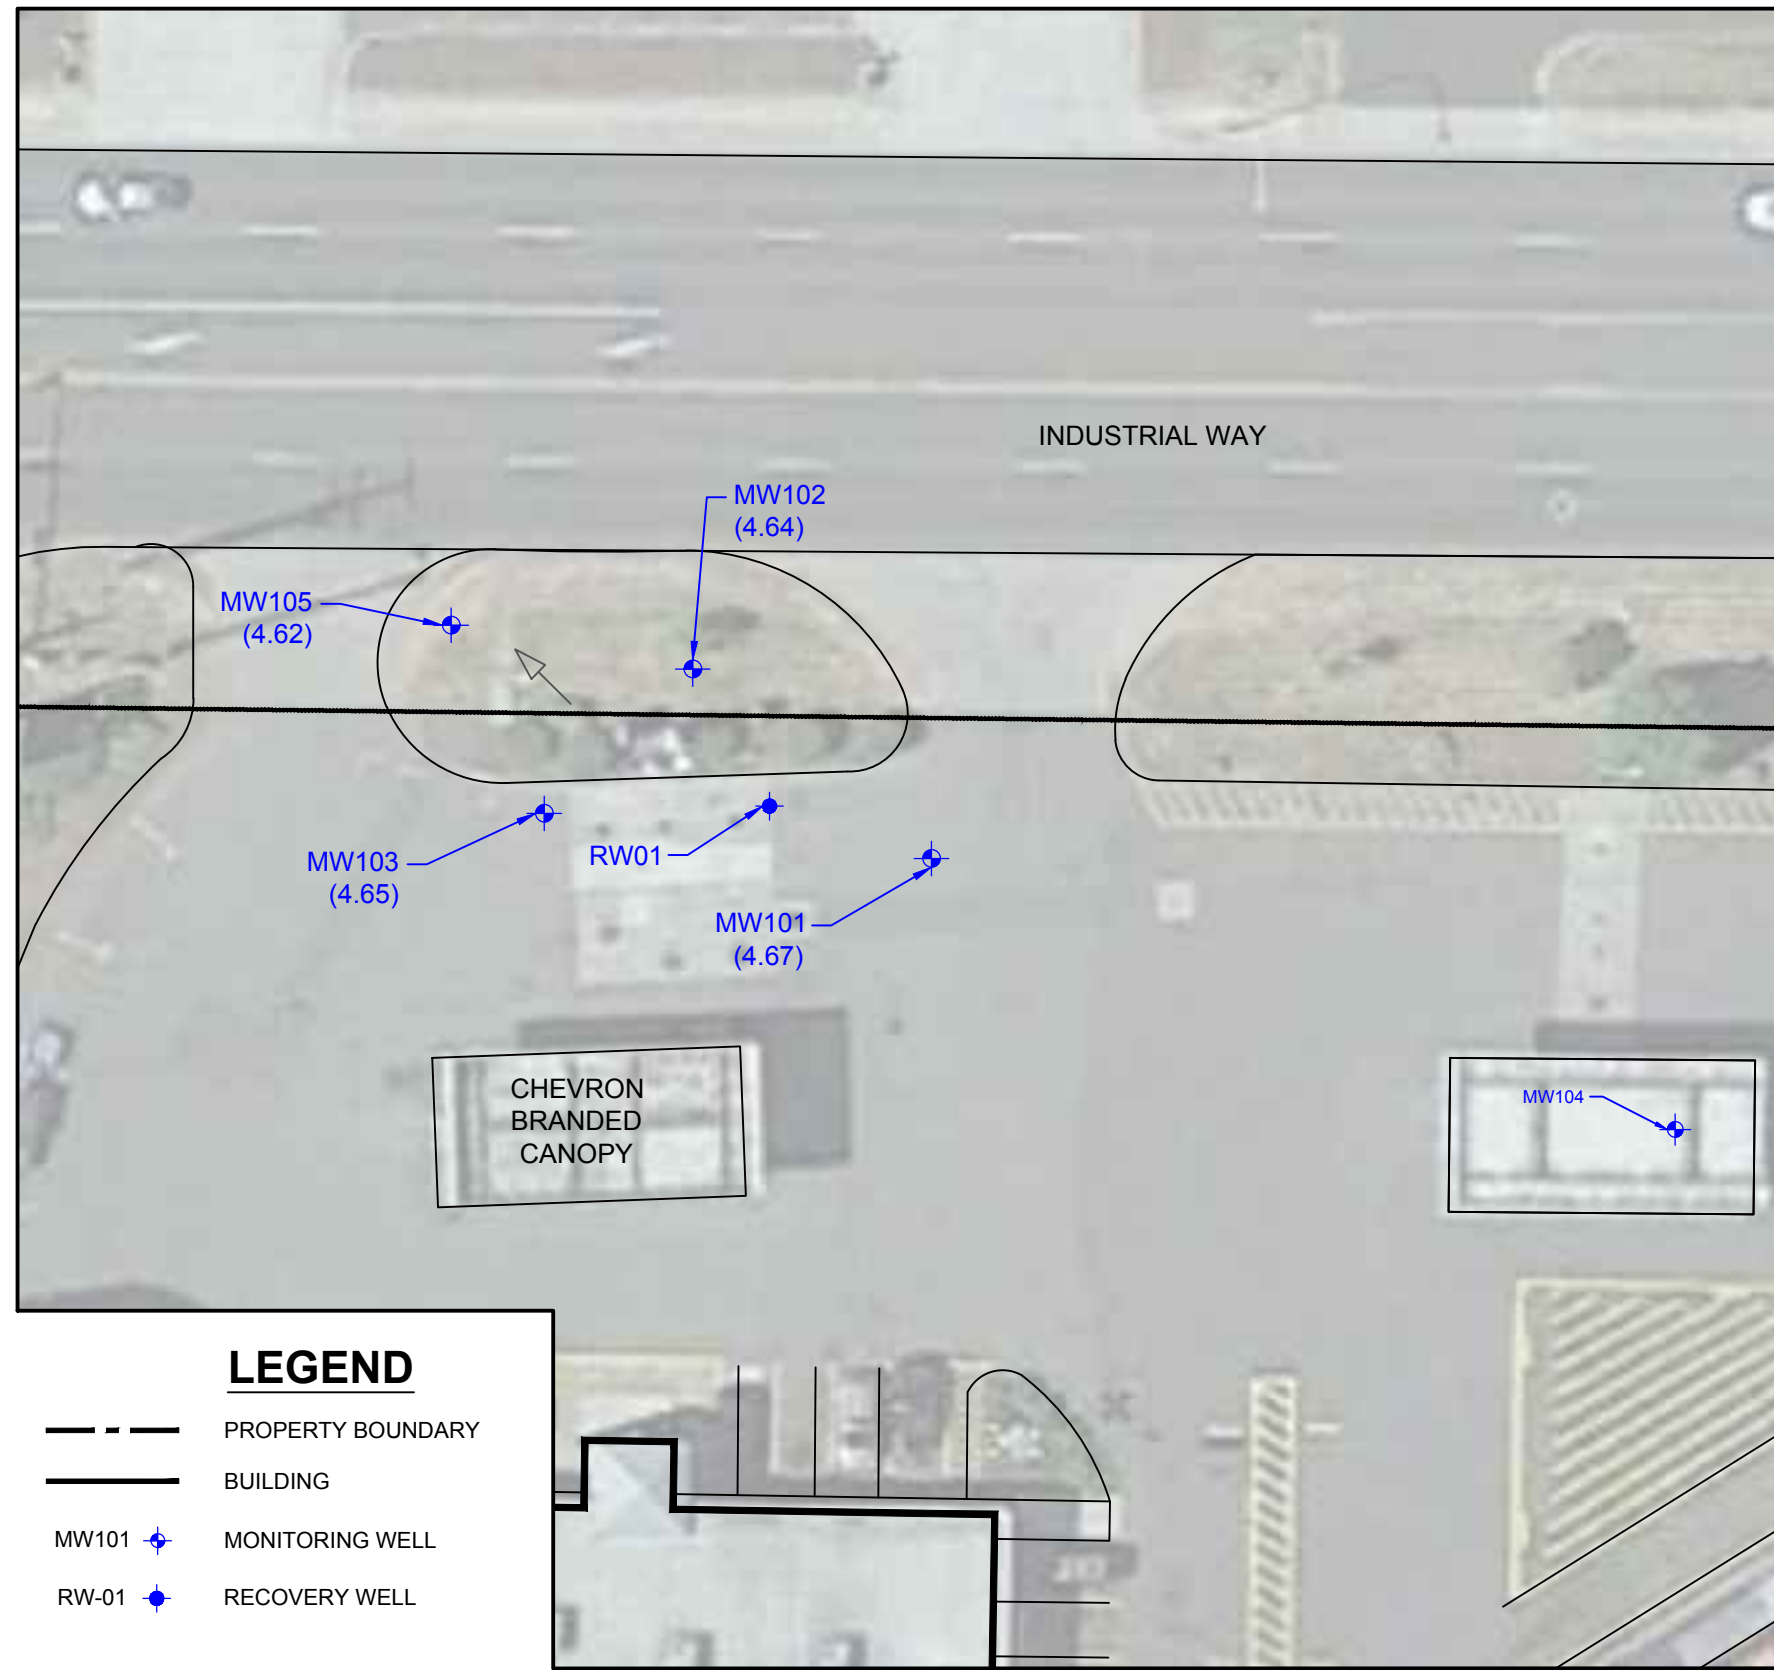 INDUSTRIAL WAY
MW102
(4.64)
MW105
(4.62)
MW103
(4.65)
RW01
MW101
(4.67)
CHEVRON
BRANDED
CANOPY
MW104
LEGEND
PROPERTY BOUNDARY
BUILDING
MW101 MONITORING WELL
RW-01 RECOVERY WELL